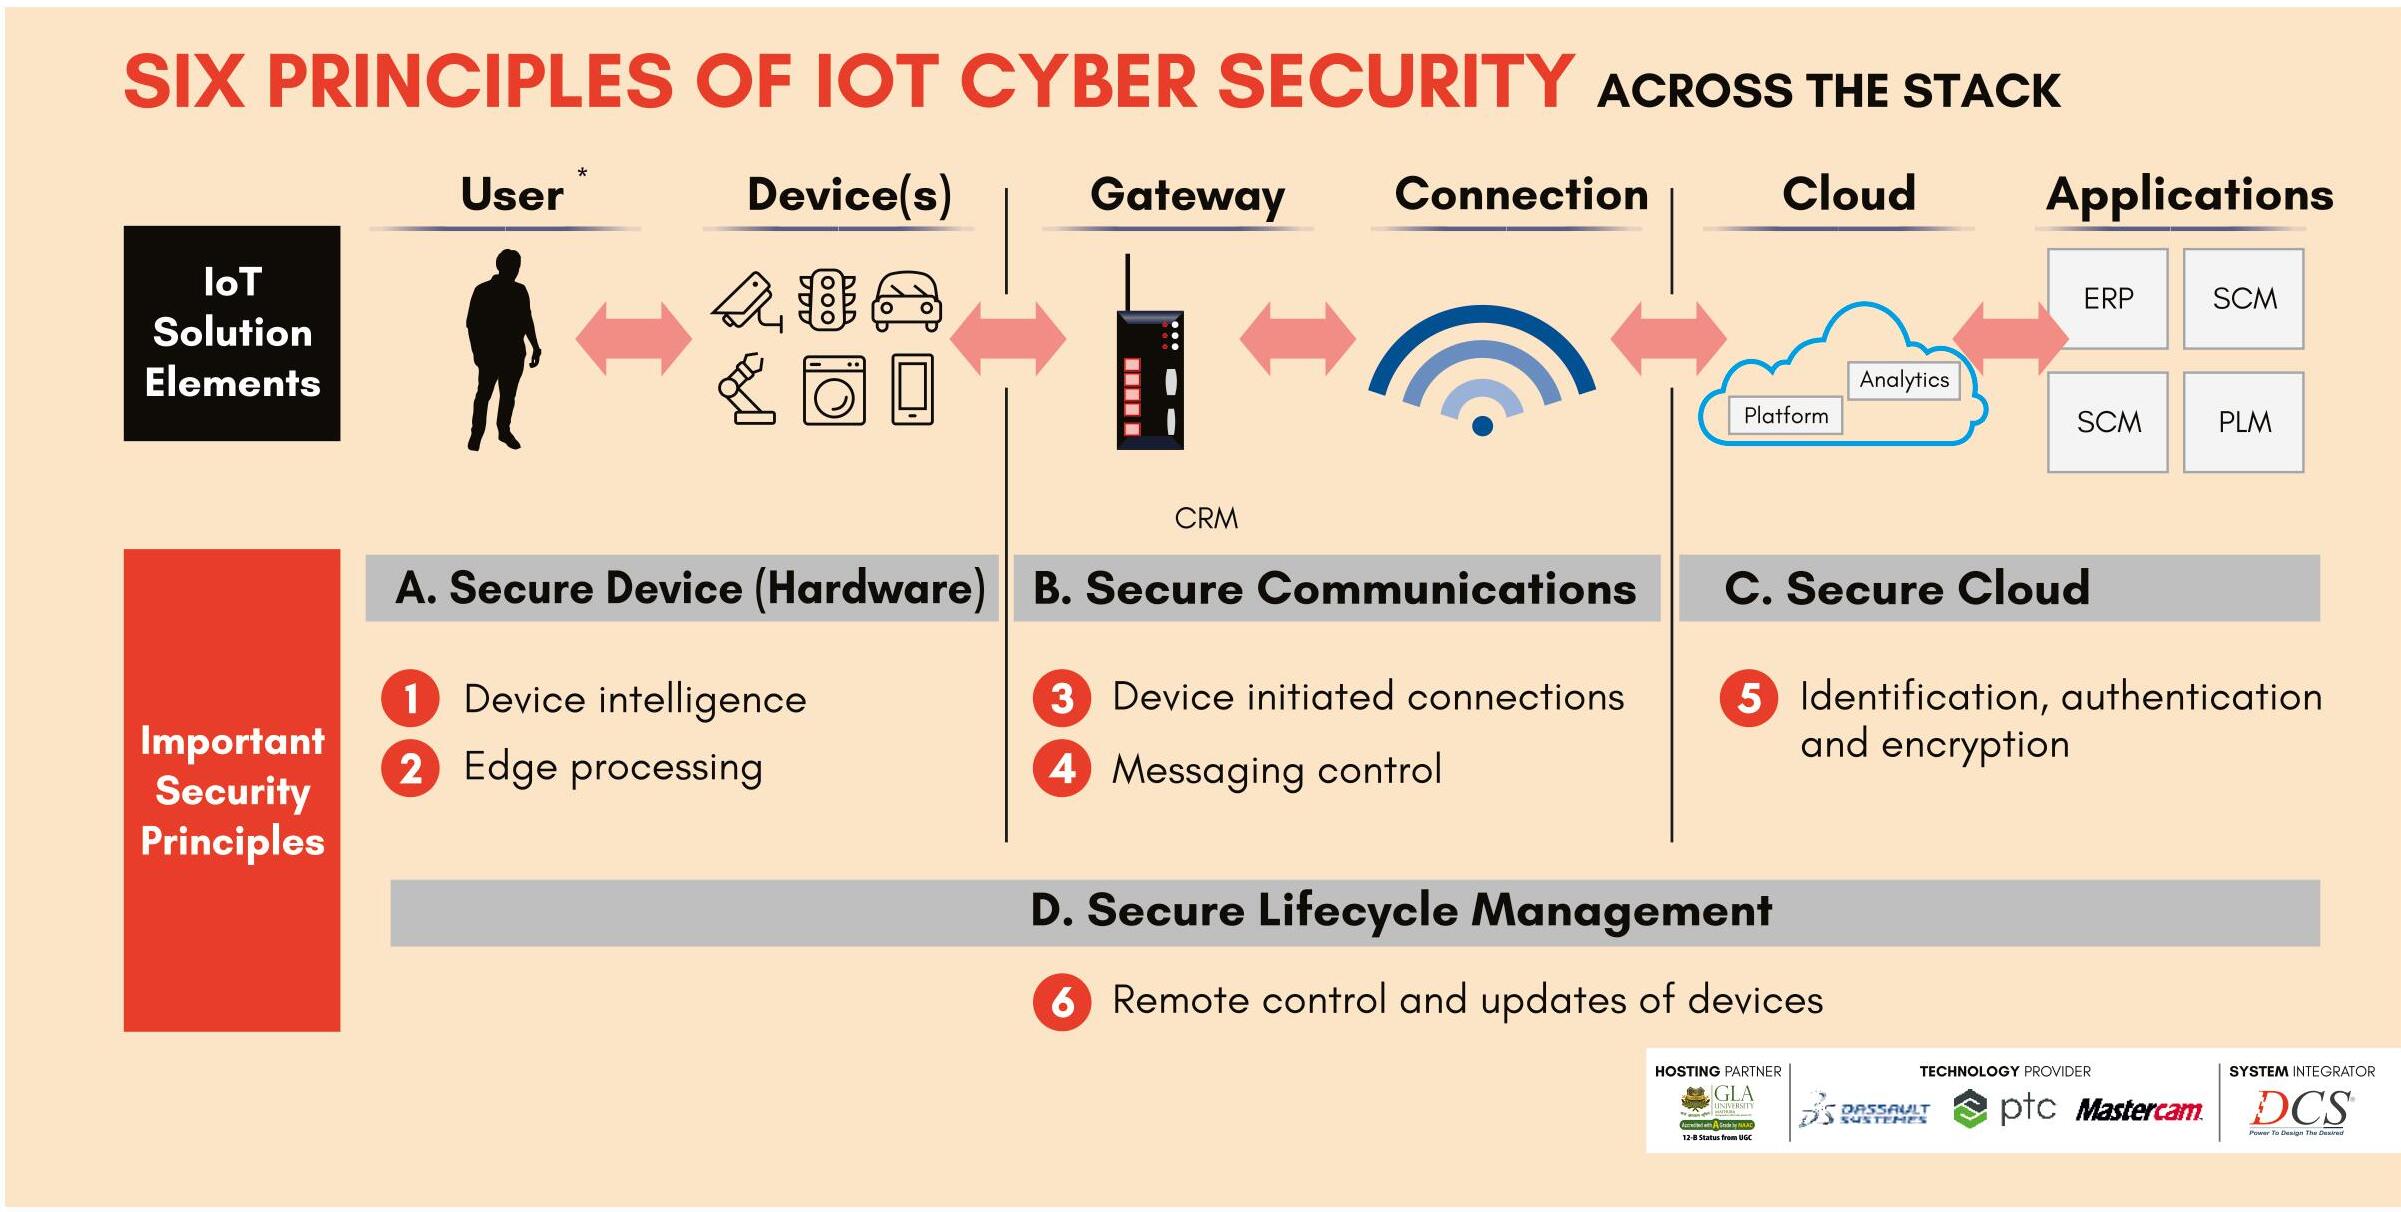 SIX PRINCIPLES OF IOT CYBER SECURITY ACROSS THE STACK
User *
Device(s)
Gateway
Connection
Cloud
Applications
IoT
Solution
Elements
Platform
Analytics
ERP
SCM
SCM
PLM
CRM
Important
Security
Principles
A. Secure Device (Hardware)
1 Device intelligence
2 Edge processing
B. Secure Communications
3 Device initiated connections
4 Messaging control
C. Secure Cloud
5 Identification, authentication
and encryption
D. Secure Lifecycle Management
6 Remote control and updates of devices
HOSTING PARTNER
GLA
UNIVERSITY
MATHURA
Accredited with A Grade by NAAC
12-B Status from UGC
TECHNOLOGY PROVIDER
DASSAULT
SYSTEMES
ptc
Mastercam
SYSTEM INTEGRATOR
DCS
Power To Design The Desired